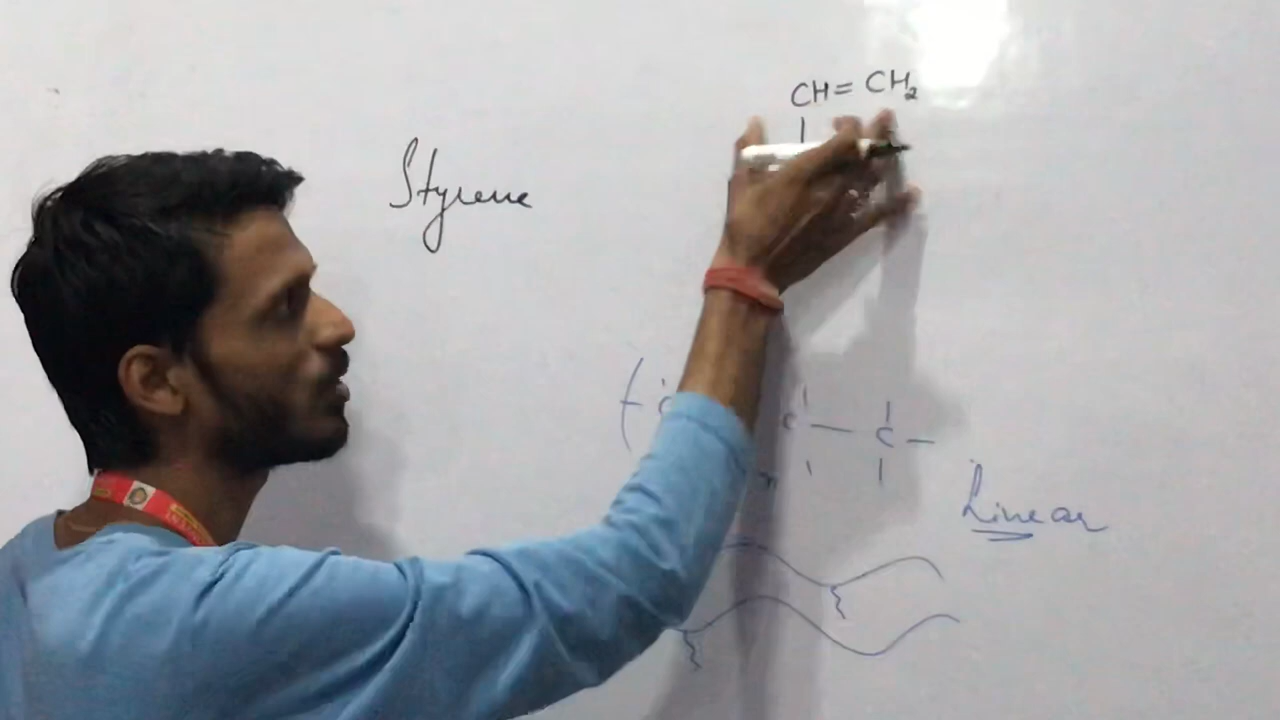 CH = CH₂
Styrene
C — C —
n
Linear